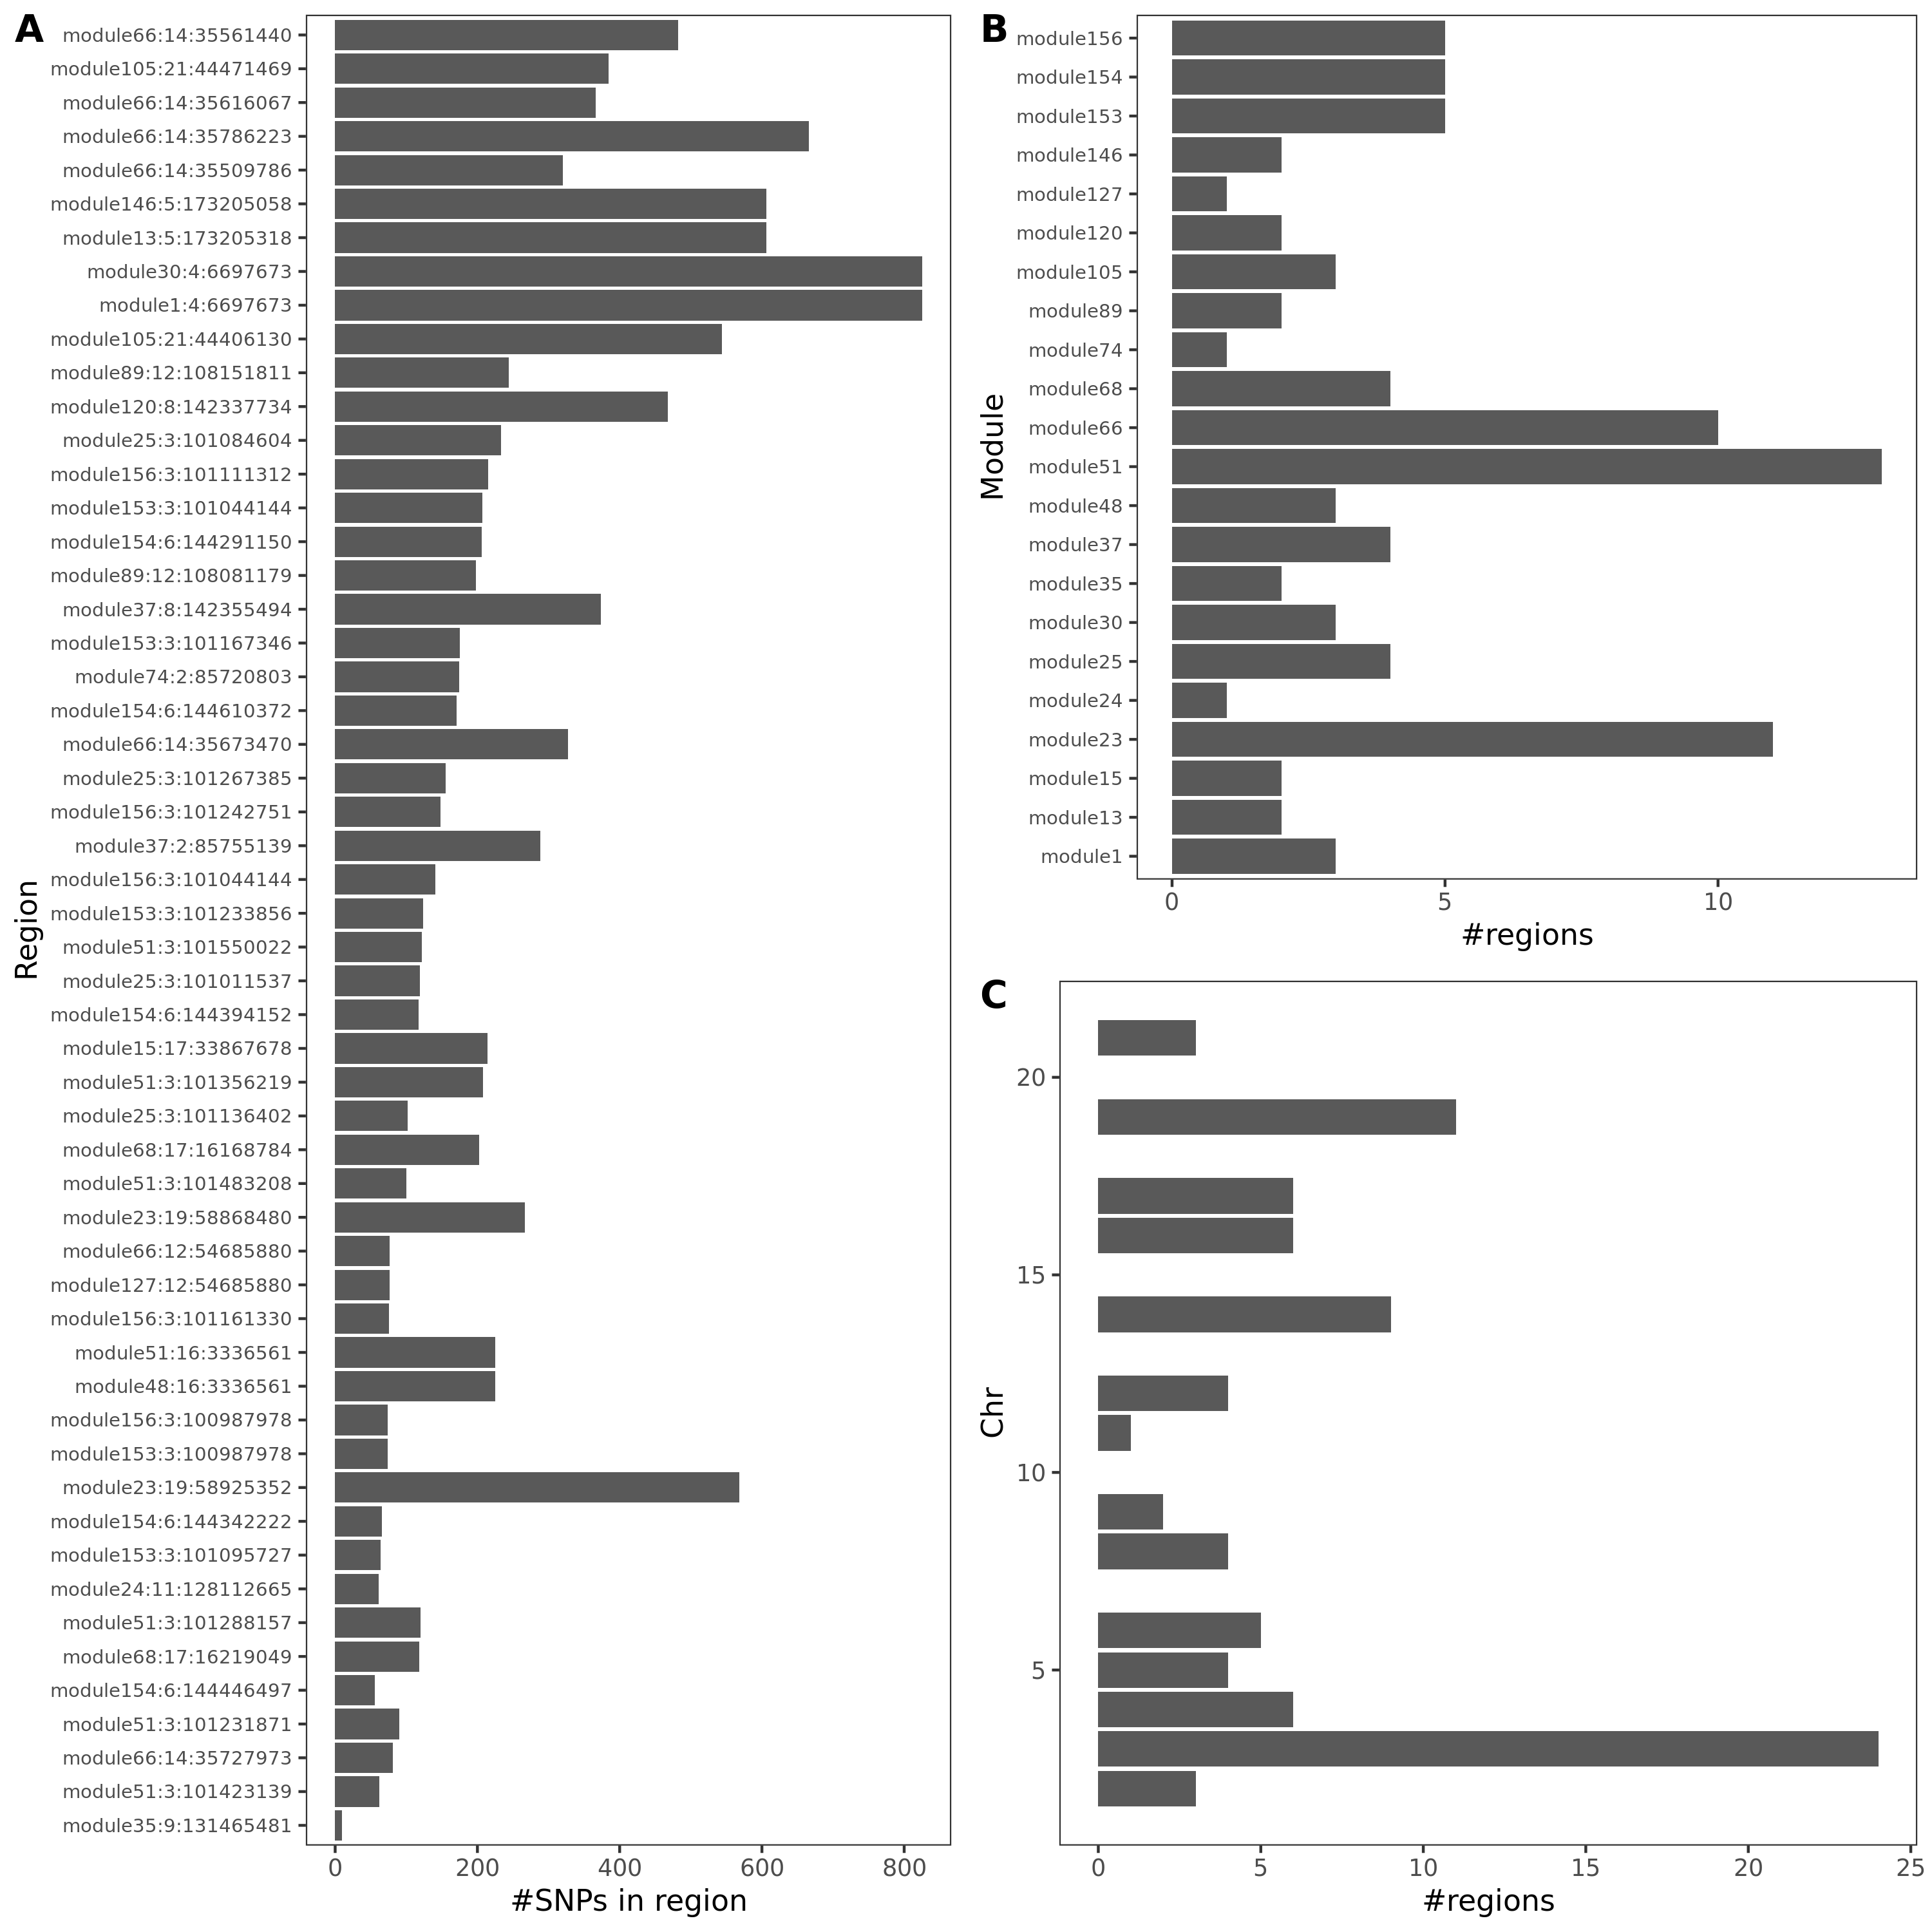 A
module66:14:35561440
module105:21:44471469
module66:14:35616067
module66:14:35786223
module66:14:35509786
module146:5:173205058
module13:5:173205318
module30:4:6697673
module1:4:6697673
module105:21:44406130
module89:12:108151811
module120:8:142337734
module25:3:101084604
module156:3:101111312
module153:3:101044144
module154:6:144291150
module89:12:108081179
module37:8:142355494
module153:3:101167346
module74:2:85720803
module154:6:144610372
module66:14:35673470
module25:3:101267385
module156:3:101242751
module37:2:85755139
module156:3:101044144
module153:3:101233856
module51:3:101550022
module25:3:101011537
module154:6:144394152
module15:17:33867678
module51:3:101356219
module25:3:101136402
module68:17:16168784
module51:3:101483208
module23:19:58868480
module66:12:54685880
module127:12:54685880
module156:3:101161330
module51:16:3336561
module48:16:3336561
module156:3:100987978
module153:3:100987978
module23:19:58925352
module154:6:144342222
module153:3:101095727
module24:11:128112665
module51:3:101288157
module68:17:16219049
module154:6:144446497
module51:3:101231871
module66:14:35727973
module51:3:101423139
module35:9:131465481
Region
0 200 400 600 800
#SNPs in region
B
module156
module154
module153
module146
module127
module120
module105
module89
module74
module68
module66
module51
module48
module37
module35
module30
module25
module24
module23
module15
module13
module1
Module
0 5 10
#regions
C
20
15
10
5
Chr
0 5 10 15 20 25
#regions